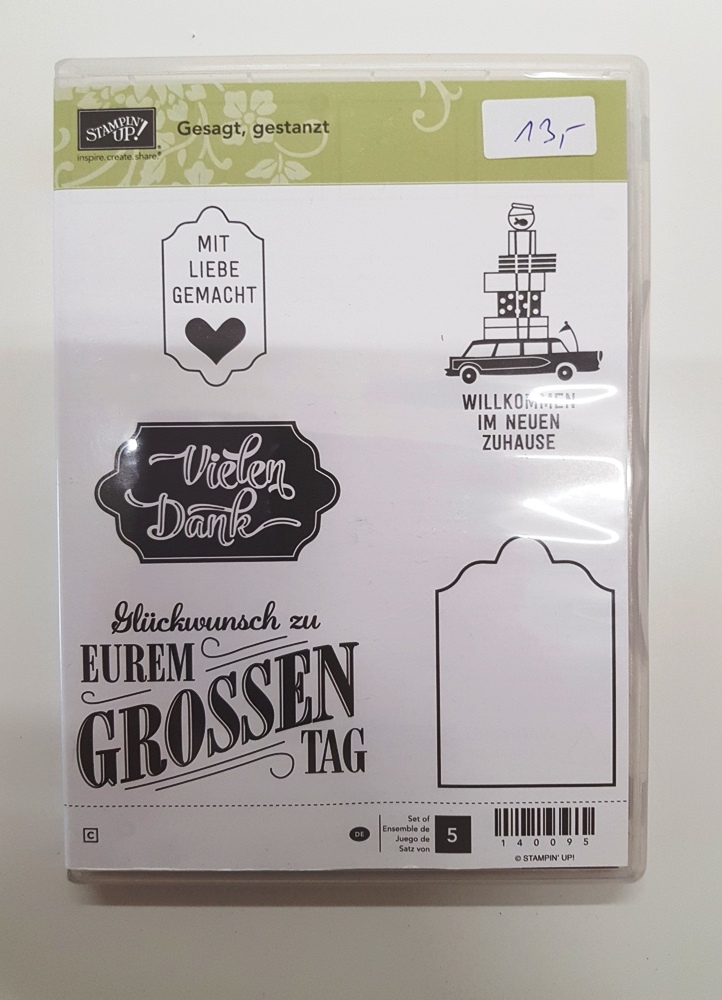 STAMPIN' UP!
inspire.create.share.®
Gesagt, gestanzt
13,-
MIT
LIEBE
GEMACHT
WILLKOMMEN
IM NEUEN
ZUHAUSE
Vielen
Dank
Glückwunsch zu
EUREM
GROSSEN
TAG
C
DE
Set of
Ensemble de
Juego de
Satz von
5
140095
© STAMPIN' UP!